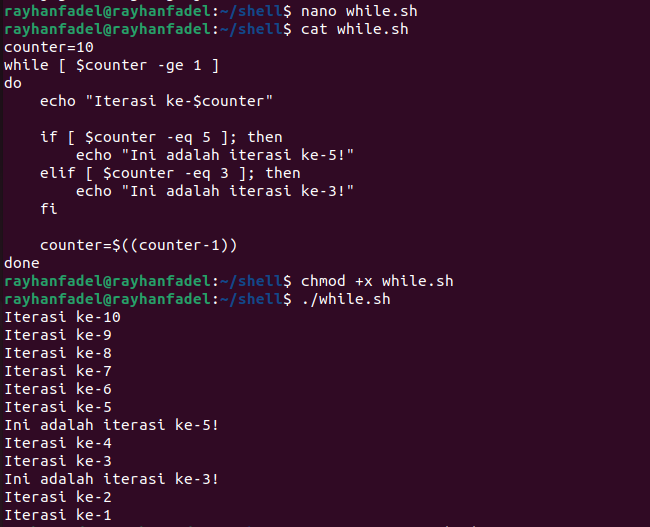 rayhanfadel@rayhanfadel:~/shell$ nano while.sh
rayhanfadel@rayhanfadel:~/shell$ cat while.sh
counter=10
while [ $counter -ge 1 ]
do
    echo "Iterasi ke-$counter"

    if [ $counter -eq 5 ]; then
        echo "Ini adalah iterasi ke-5!"
    elif [ $counter -eq 3 ]; then
        echo "Ini adalah iterasi ke-3!"
    fi

    counter=$((counter-1))
done
rayhanfadel@rayhanfadel:~/shell$ chmod +x while.sh
rayhanfadel@rayhanfadel:~/shell$ ./while.sh
Iterasi ke-10
Iterasi ke-9
Iterasi ke-8
Iterasi ke-7
Iterasi ke-6
Iterasi ke-5
Ini adalah iterasi ke-5!
Iterasi ke-4
Iterasi ke-3
Ini adalah iterasi ke-3!
Iterasi ke-2
Iterasi ke-1